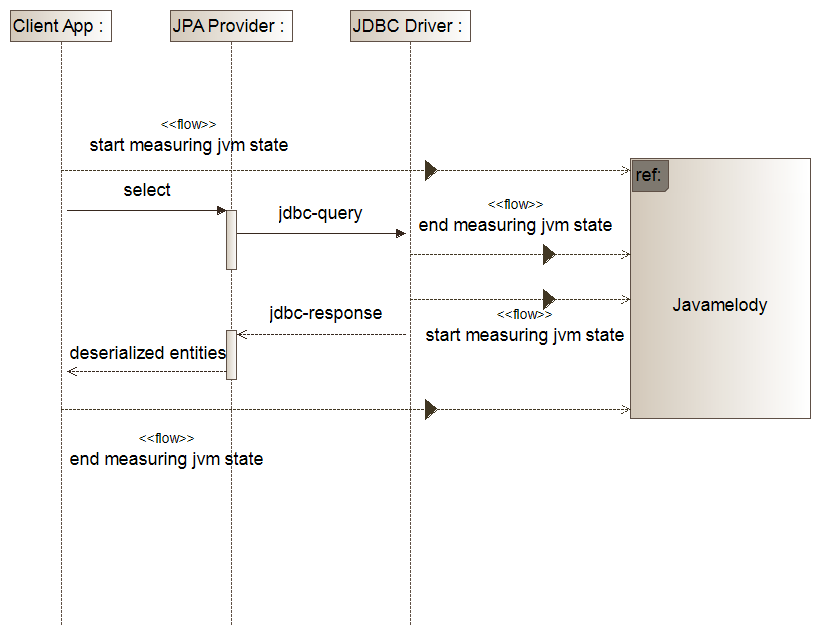 Client App :
JPA Provider :
JDBC Driver :
<<flow>>
start measuring jvm state
ref:
select
<<flow>>
jdbc-query
end measuring jvm state
Javamelody
jdbc-response
<<flow>>
start measuring jvm state
deserialized entities
<<flow>>
end measuring jvm state